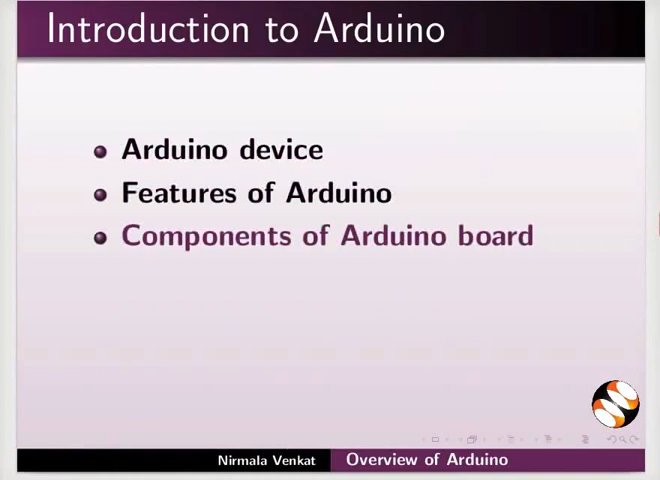 Introduction to Arduino
Arduino device
Features of Arduino
Components of Arduino board
Nirmala Venkat
Overview of Arduino